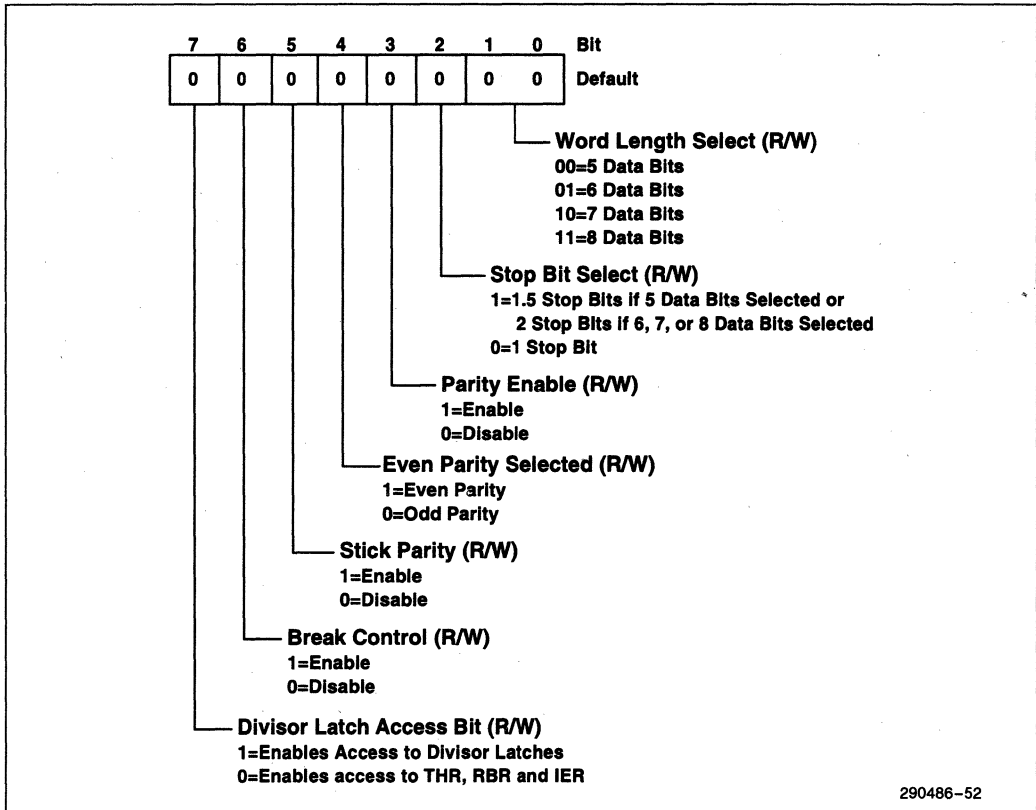 7 6 5 4 3 2 1 0 Bit
0 0 0 0 0 0 0 0 Default
Word Length Select (R/W)
00=5 Data Bits
01=6 Data Bits
10=7 Data Bits
11=8 Data Bits
Stop Bit Select (R/W)
1=1.5 Stop Bits if 5 Data Bits Selected or
2 Stop Bits if 6, 7, or 8 Data Bits Selected
0=1 Stop Bit
Parity Enable (R/W)
1=Enable
0=Disable
Even Parity Selected (R/W)
1=Even Parity
0=Odd Parity
Stick Parity (R/W)
1=Enable
0=Disable
Break Control (R/W)
1=Enable
0=Disable
Divisor Latch Access Bit (R/W)
1=Enables Access to Divisor Latches
0=Enables access to THR, RBR and IER
290486–52